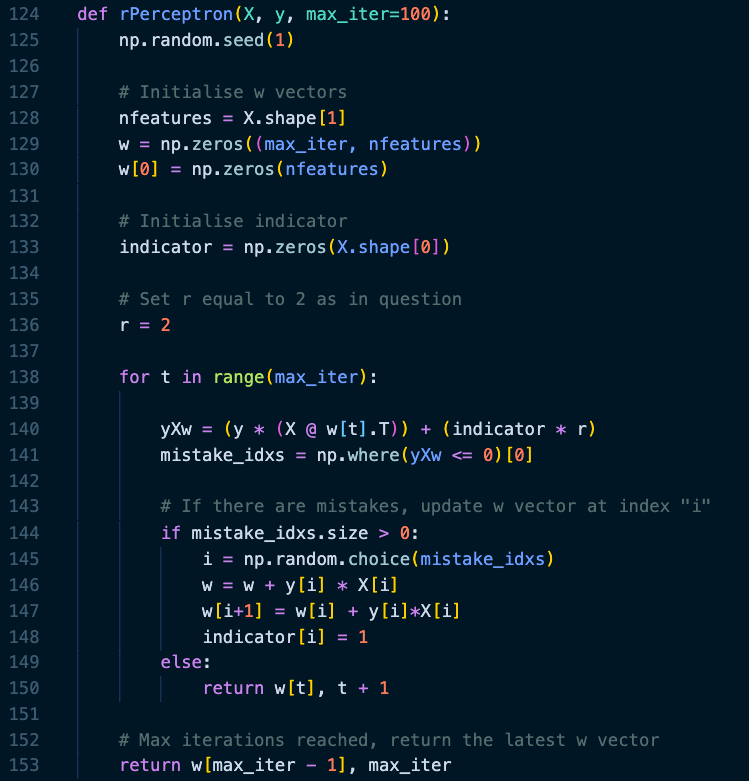 124 def rPerceptron(X, y, max_iter=100):
125     np.random.seed(1)
126
127     # Initialise w vectors
128     nfeatures = X.shape[1]
129     w = np.zeros((max_iter, nfeatures))
130     w[0] = np.zeros(nfeatures)
131
132     # Initialise indicator
133     indicator = np.zeros(X.shape[0])
134
135     # Set r equal to 2 as in question
136     r = 2
137
138     for t in range(max_iter):
139
140         yXw = (y * (X @ w[t].T)) + (indicator * r)
141         mistake_idxs = np.where(yXw <= 0)[0]
142
143         # If there are mistakes, update w vector at index "i"
144         if mistake_idxs.size > 0:
145             i = np.random.choice(mistake_idxs)
146             w = w + y[i] * X[i]
147             w[i+1] = w[i] + y[i]*X[i]
148             indicator[i] = 1
149         else:
150             return w[t], t + 1
151
152     # Max iterations reached, return the latest w vector
153     return w[max_iter - 1], max_iter